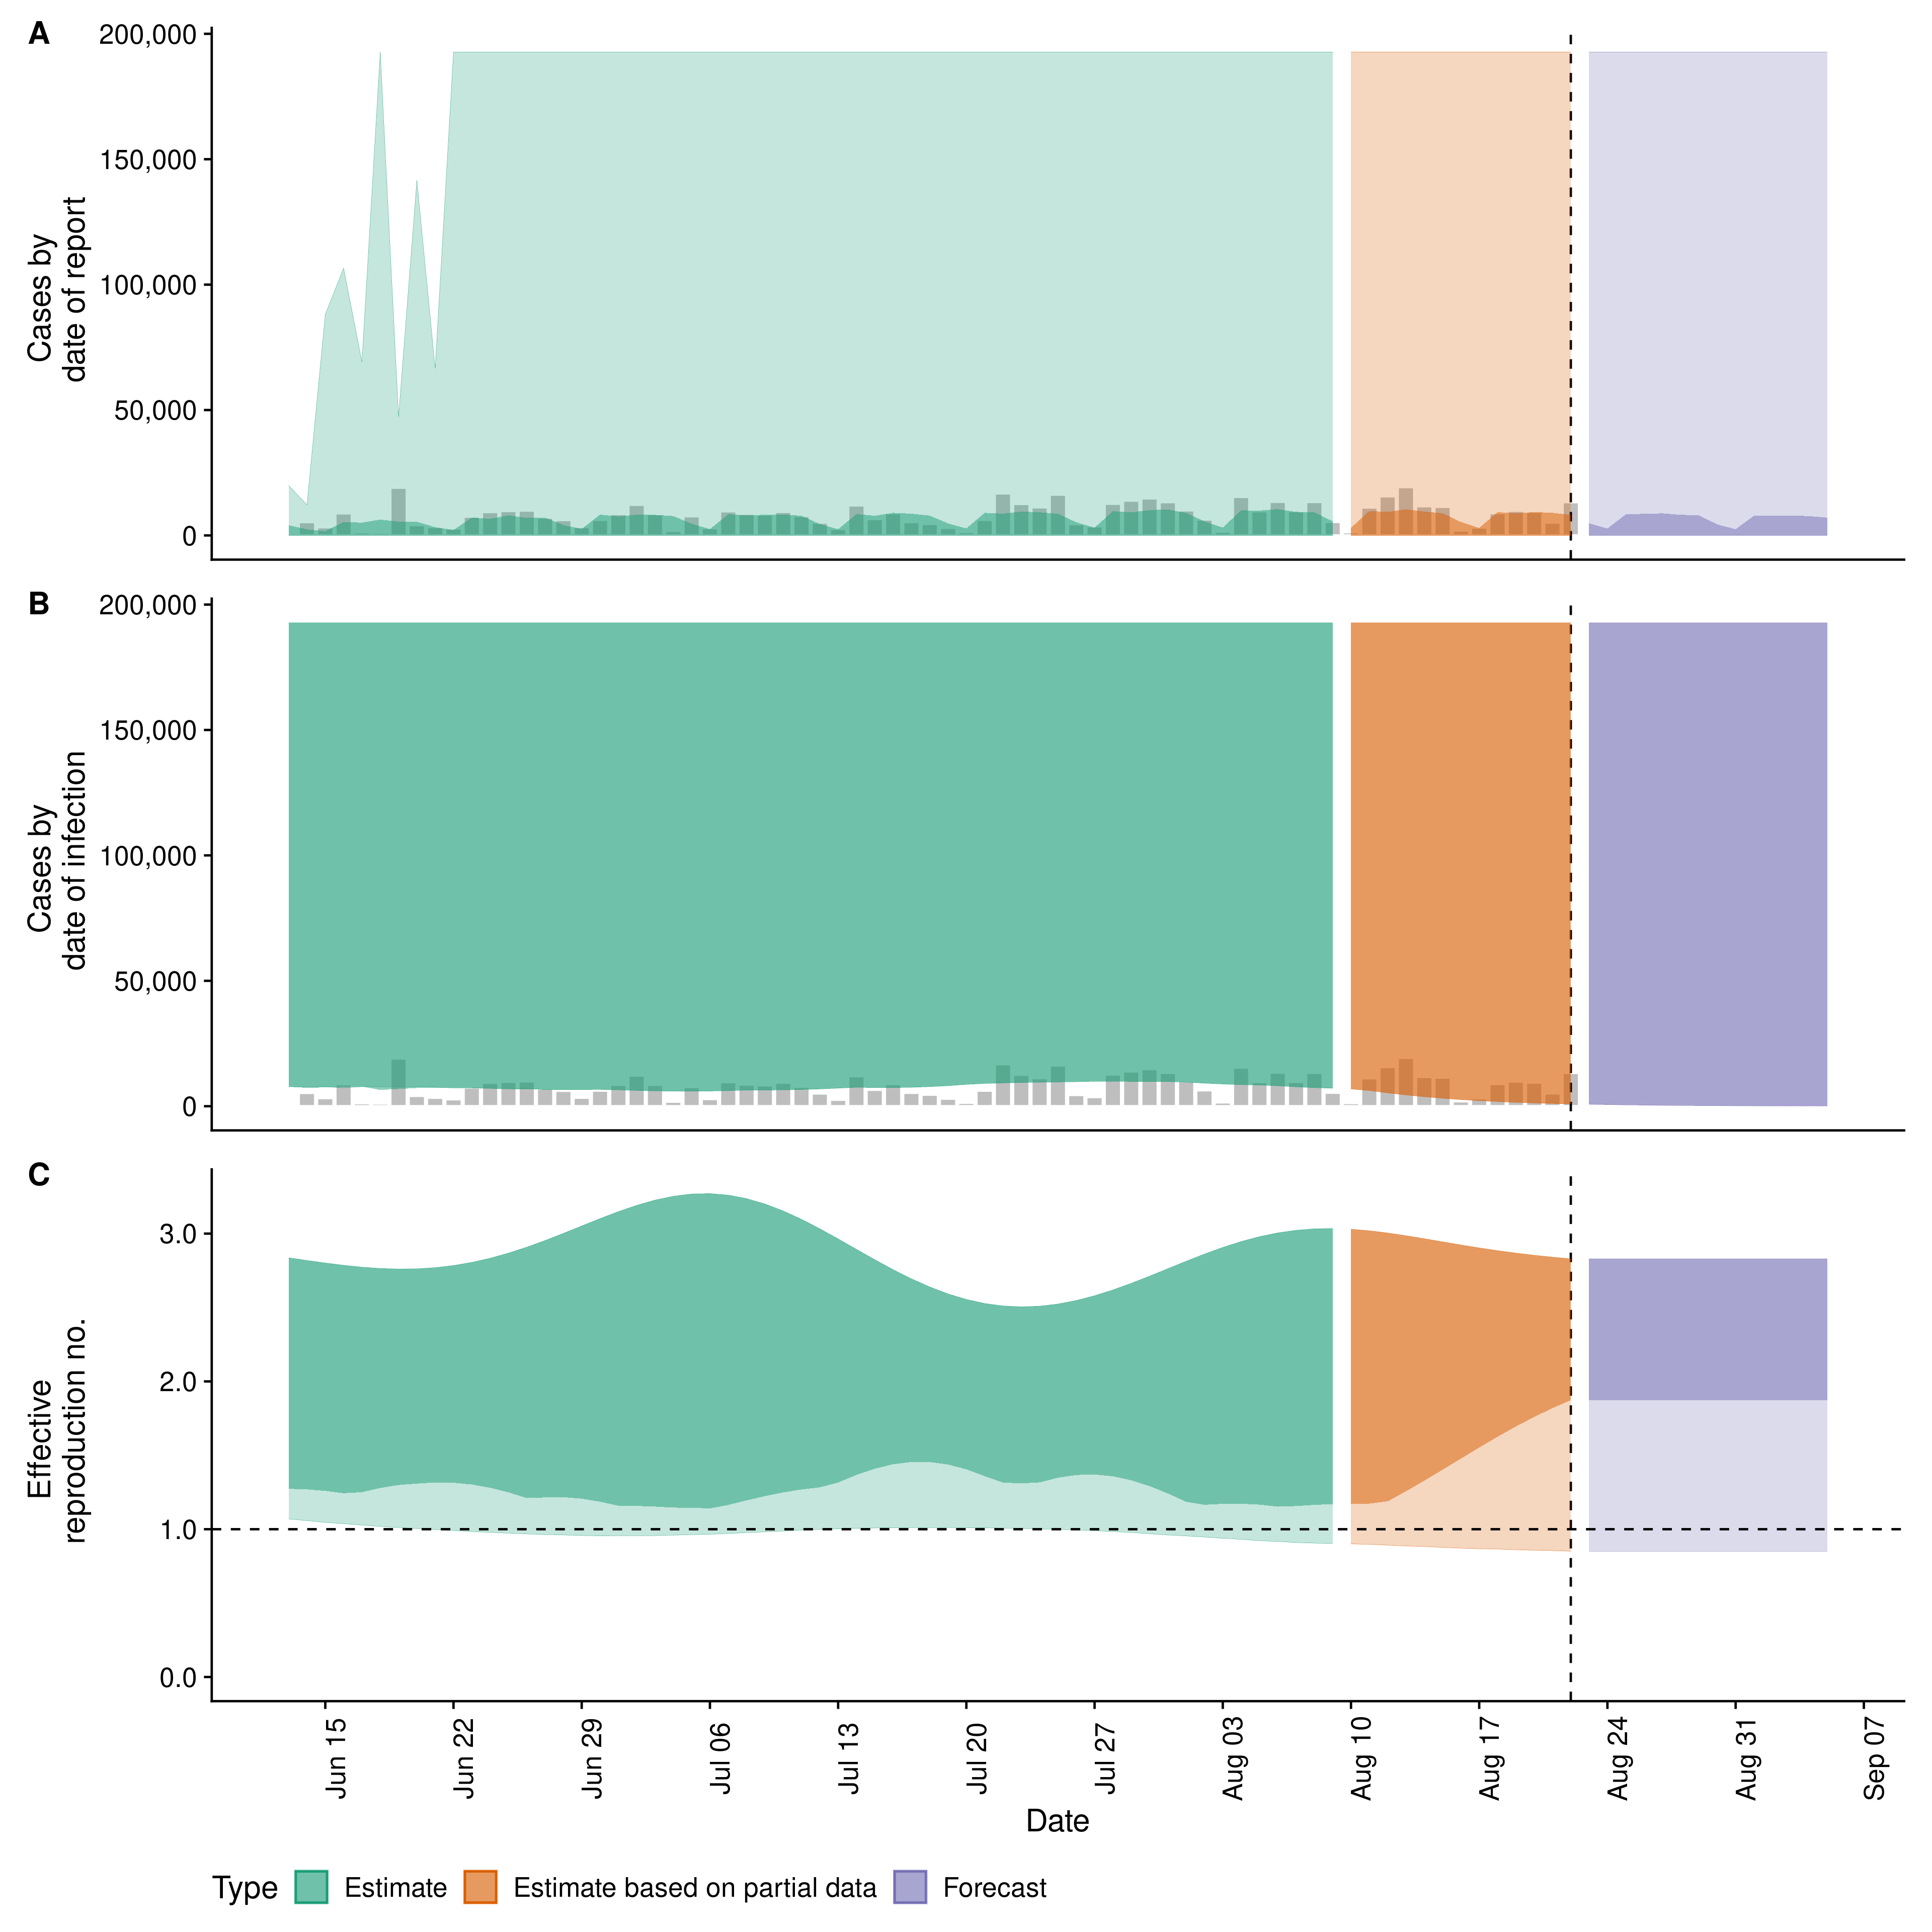 A
Cases by
date of report
200,000
150,000
100,000
50,000
0
B
Cases by
date of infection
200,000
150,000
100,000
50,000
0
C
Effective
reproduction no.
3.0
2.0
1.0
0.0
Jun 15
Jun 22
Jun 29
Jul 06
Jul 13
Jul 20
Jul 27
Aug 03
Aug 10
Aug 17
Aug 24
Aug 31
Sep 07
Date
Type Estimate Estimate based on partial data Forecast